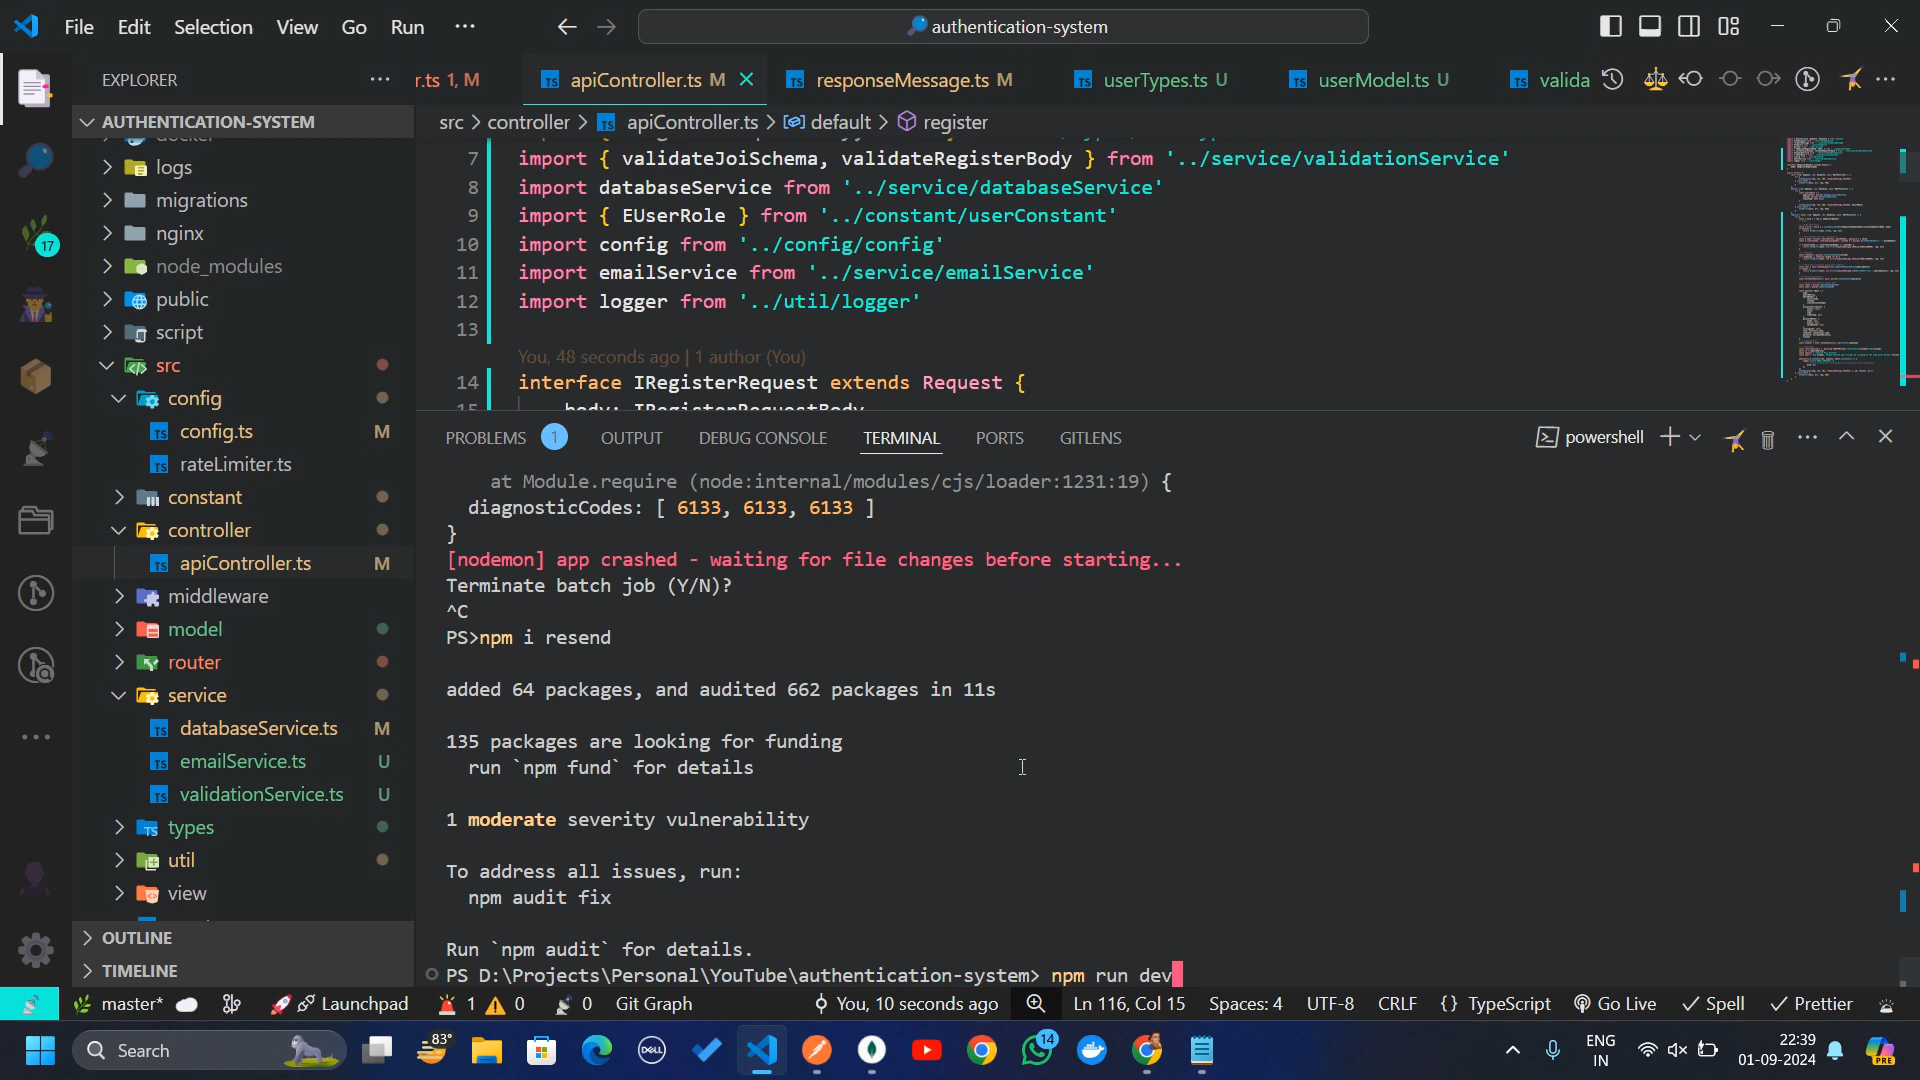 File Edit Selection View Go Run ···
authentication-system
EXPLORER
r.ts 1, M
apiController.ts M
responseMessage.ts M
userTypes.ts U
userModel.ts U
valida
AUTHENTICATION-SYSTEM
src > controller > apiController.ts > default > register
docker
logs
migrations
nginx
node_modules
public
script
src
config
config.ts M
rateLimiter.ts
constant
controller
apiController.ts M
middleware
model
router
service
databaseService.ts M
emailService.ts U
validationService.ts U
types
util
view
OUTLINE
TIMELINE
17
7 import { validateJoiSchema, validateRegisterBody } from '../service/validationService'
8 import databaseService from '../service/databaseService'
9 import { EUserRole } from '../constant/userConstant'
10 import config from '../config/config'
11 import emailService from '../service/emailService'
12 import logger from '../util/logger'
13
You, 48 seconds ago | 1 author (You)
14 interface IRegisterRequest extends Request {
15 body: IRegisterRequestBody
PROBLEMS 1 OUTPUT DEBUG CONSOLE TERMINAL PORTS GITLENS
powershell
at Module.require (node:internal/modules/cjs/loader:1231:19) {
diagnosticCodes: [ 6133, 6133, 6133 ]
}
[nodemon] app crashed - waiting for file changes before starting...
Terminate batch job (Y/N)?
^C
PS>npm i resend
added 64 packages, and audited 662 packages in 11s
135 packages are looking for funding
run `npm fund` for details
1 moderate severity vulnerability
To address all issues, run:
npm audit fix
Run `npm audit` for details.
PS D:\Projects\Personal\YouTube\authentication-system> npm run dev
master* Launchpad 1 0 0 Git Graph You, 10 seconds ago Ln 116, Col 15 Spaces: 4 UTF-8 CRLF {} TypeScript Go Live Spell Prettier
Search
83°
DELL
14
ENG
IN
22:39
01-09-2024
PRE